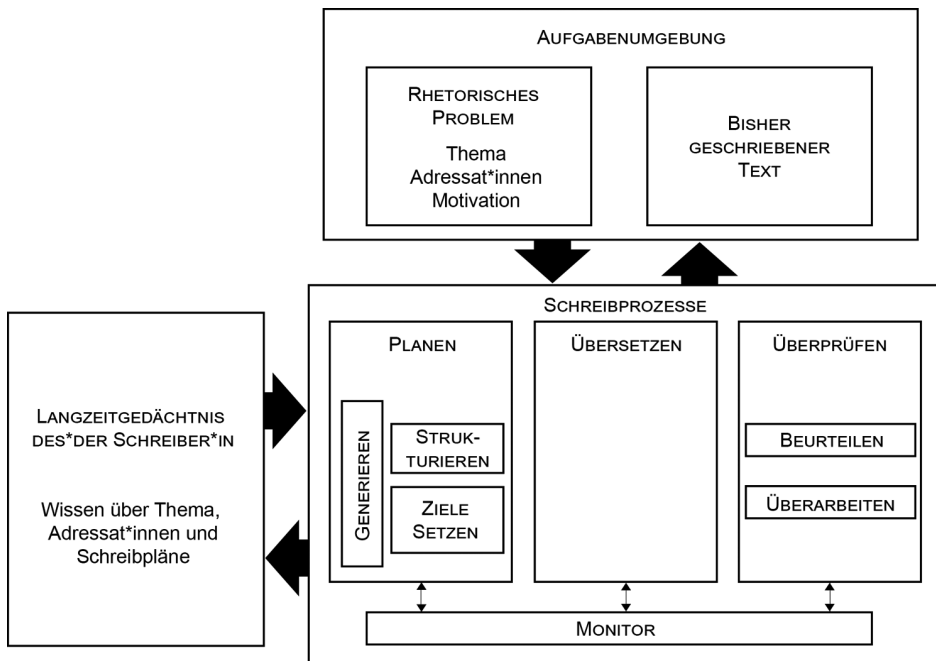 AUFGABENUMGEBUNG
RHETORISCHES
PROBLEM
Thema
Adressat*innen
Motivation
BISHER
GESCHRIEBENER
TEXT
LANGZEITGEDÄCHTNIS
DES*DER SCHREIBER*IN
Wissen über Thema,
Adressat*innen und
Schreibpläne
SCHREIBPROZESSE
PLANEN
GENERIEREN
STRUK-
TURIEREN
ZIELE
SETZEN
ÜBERSETZEN
ÜBERPRÜFEN
BEURTEILEN
ÜBERARBEITEN
MONITOR